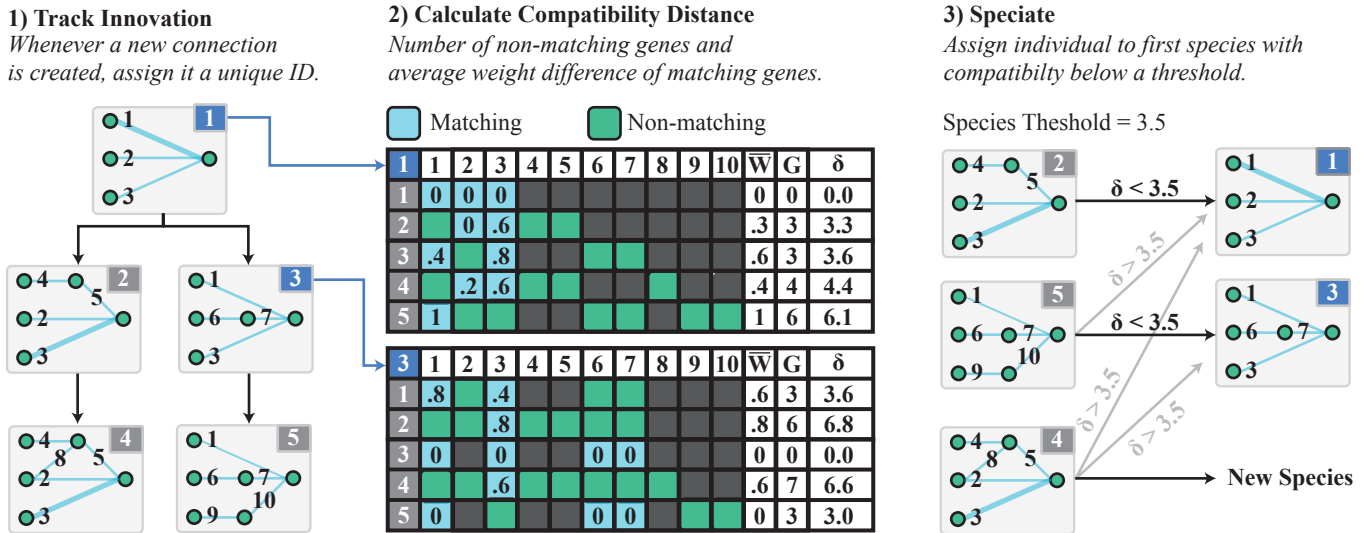 1) Track Innovation
Whenever a new connection
is created, assign it a unique ID.
1
1
2
3
2
4
5
2
3
3
1
6 7
3
4
4
8 5
2
3
5
1
6 7
10
9
2) Calculate Compatibility Distance
Number of non-matching genes and
average weight difference of matching genes.
Matching Non-matching
1 1 2 3 4 5 6 7 8 9 10 W G δ
1 0 0 0 0 0 0.0
2 0 .6 .3 3 3.3
3 .4 .8 .6 3 3.6
4 .2 .6 .4 4 4.4
5 1 1 6 6.1
3 1 2 3 4 5 6 7 8 9 10 W G δ
1 .8 .4 .6 3 3.6
2 .8 .8 6 6.8
3 0 0 0 0 0 0 0.0
4 .6 .6 7 6.6
5 0 0 0 0 3 3.0
3) Speciate
Assign individual to first species with
compatibilty below a threshold.
Species Theshold = 3.5
2
4
5
2
3
δ < 3.5
1
1
2
3
δ > 3.5
5
1
6 7
10
9
δ < 3.5
3
1
6 7
3
δ > 3.5
δ > 3.5
4
4
8 5
2
3
New Species